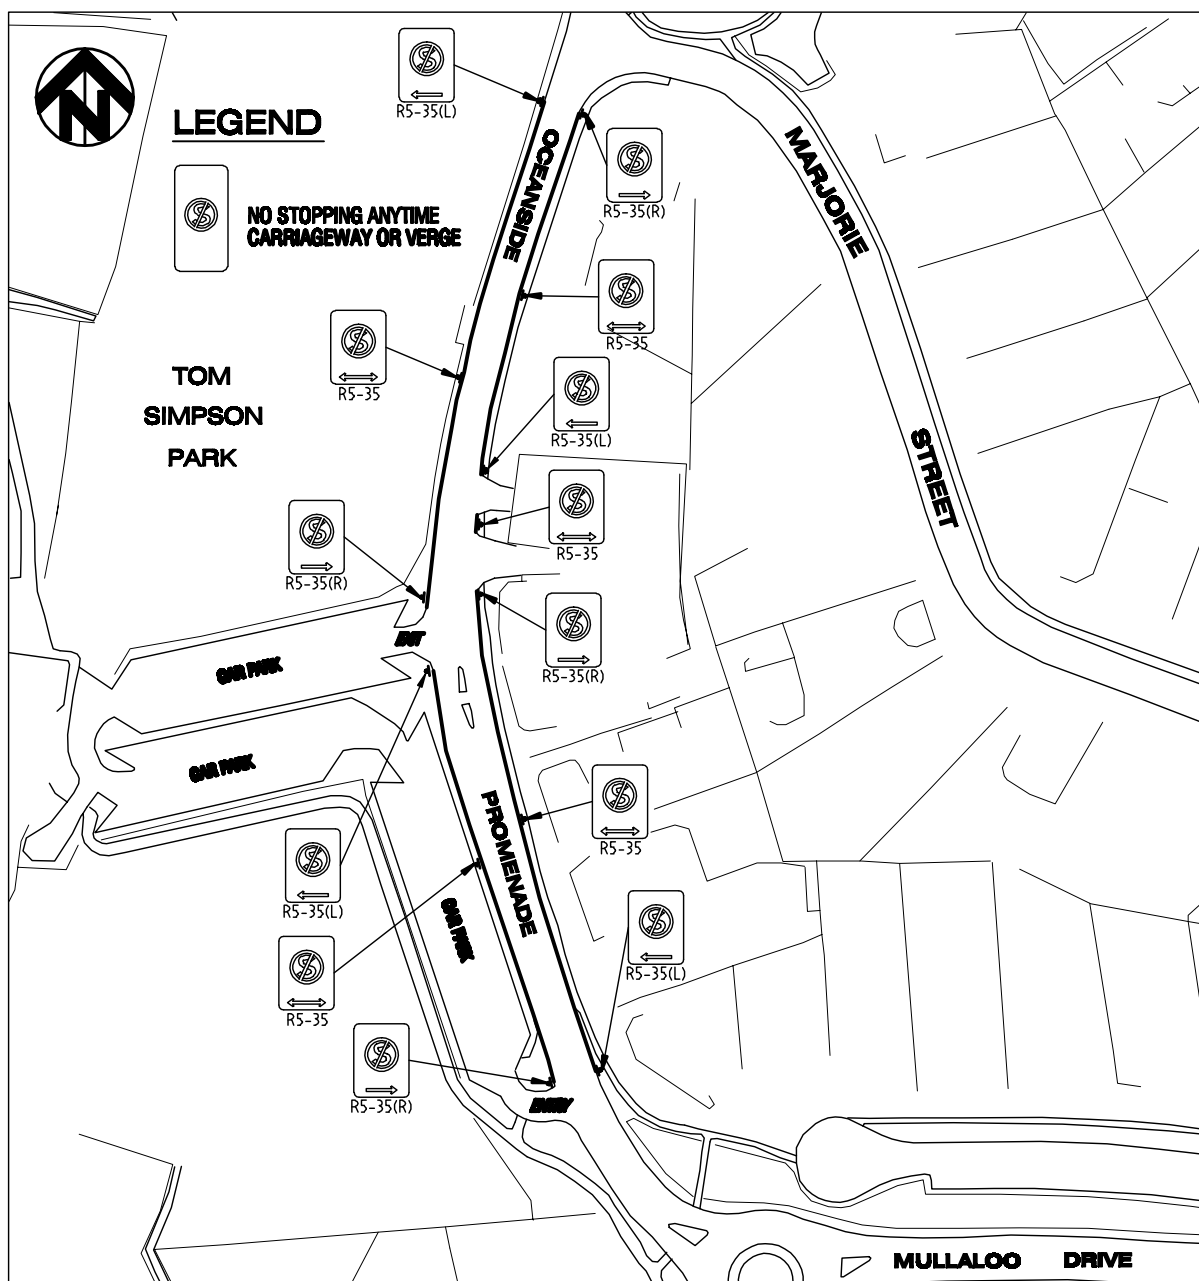 N
LEGEND
NO STOPPING ANYTIME
CARRIAGEWAY OR VERGE
TOM
SIMPSON
PARK
R5-35(L)
R5-35(R)
R5-35
R5-35
R5-35(L)
R5-35(R)
R5-35
R5-35(R)
R5-35
R5-35(L)
R5-35
R5-35(L)
R5-35(R)
OCEANSIDE
PROMENADE
MARJORIE
STREET
EXIT
CAR PARK
CAR PARK
CAR PARK
ENTRY
MULLALOO DRIVE